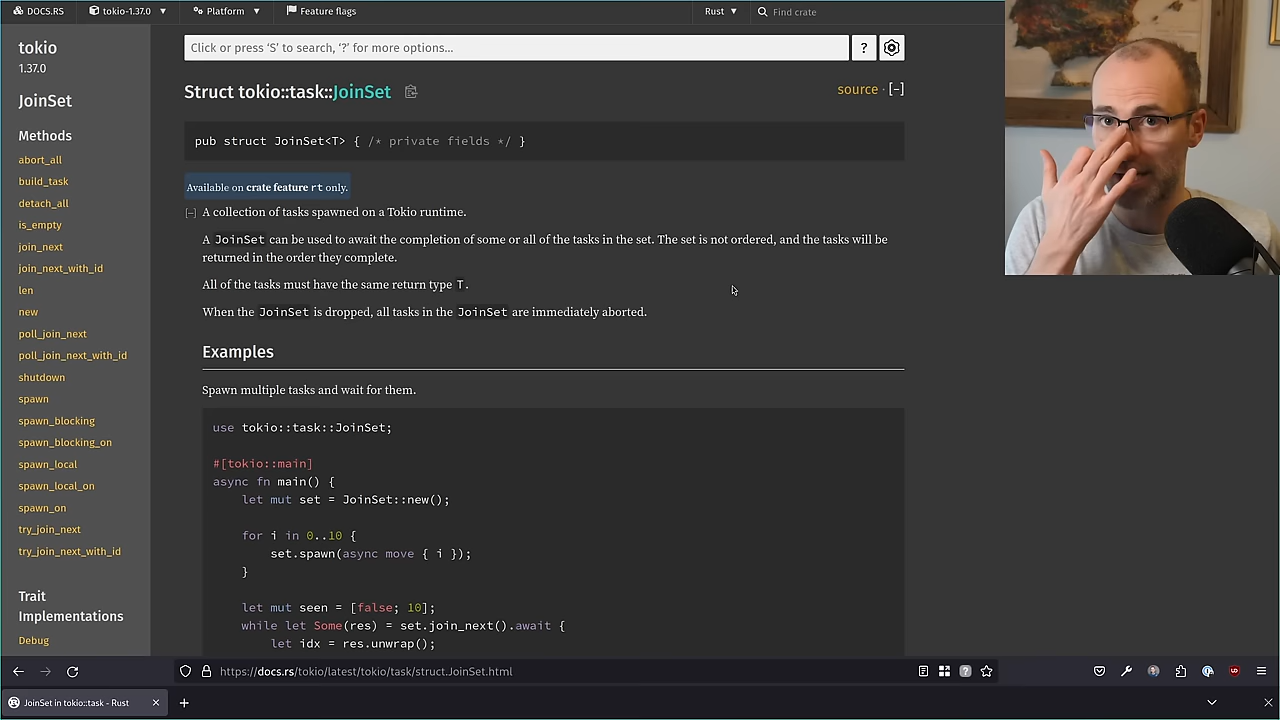 DOCS.RS
tokio-1.37.0
Platform
Feature flags
Rust
Find crate
tokio
1.37.0
JoinSet
Methods
abort_all
build_task
detach_all
is_empty
join_next
join_next_with_id
len
new
poll_join_next
poll_join_next_with_id
shutdown
spawn
spawn_blocking
spawn_blocking_on
spawn_local
spawn_local_on
spawn_on
try_join_next
try_join_next_with_id
Trait
Implementations
Debug
Click or press ‘S’ to search, ‘?’ for more options…
?
Struct tokio::task::JoinSet
source · [−]
pub struct JoinSet<T> { /* private fields */ }
Available on crate feature rt only.
[−] A collection of tasks spawned on a Tokio runtime.
A JoinSet can be used to await the completion of some or all of the tasks in the set. The set is not ordered, and the tasks will be
returned in the order they complete.
All of the tasks must have the same return type T.
When the JoinSet is dropped, all tasks in the JoinSet are immediately aborted.
Examples
Spawn multiple tasks and wait for them.
use tokio::task::JoinSet;
#[tokio::main]
async fn main() {
let mut set = JoinSet::new();
for i in 0..10 {
set.spawn(async move { i });
}
let mut seen = [false; 10];
while let Some(res) = set.join_next().await {
let idx = res.unwrap();
https://docs.rs/tokio/latest/tokio/task/struct.JoinSet.html
JoinSet in tokio::task - Rust